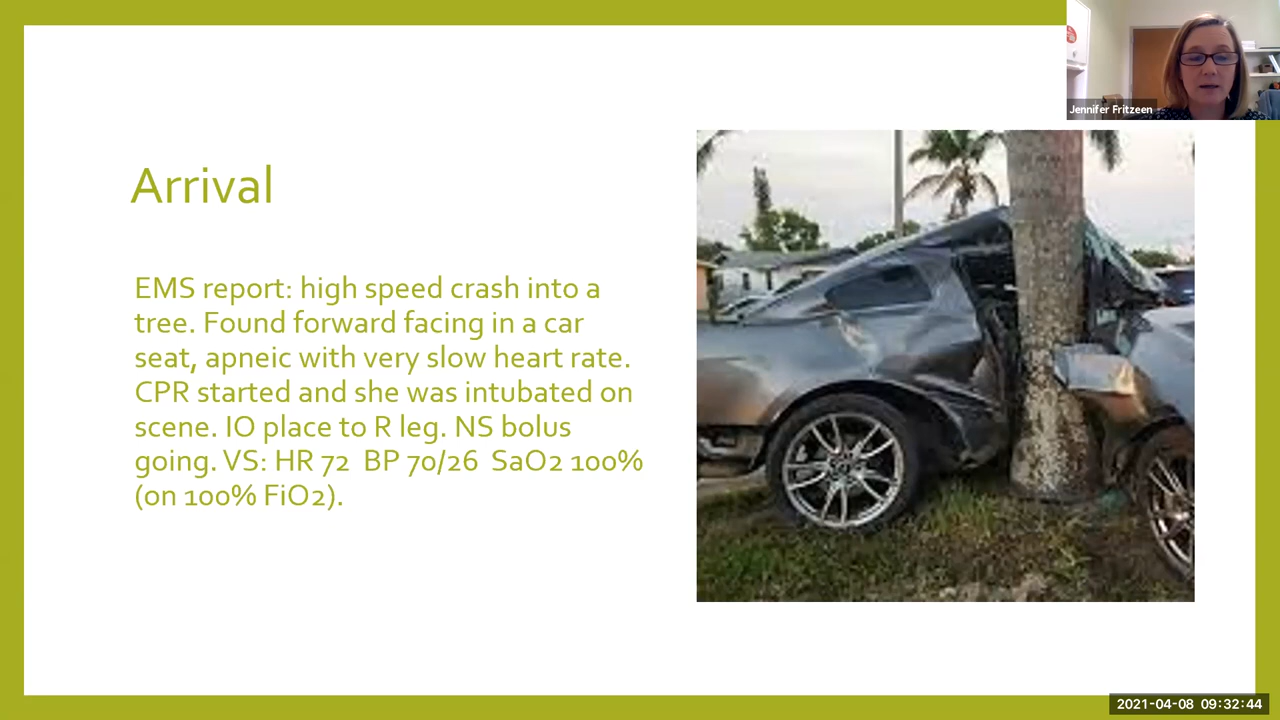 Jennifer Fritzeen
Arrival
EMS report: high speed crash into a
tree. Found forward facing in a car
seat, apneic with very slow heart rate.
CPR started and she was intubated on
scene. IO place to R leg. NS bolus
going. VS: HR 72 BP 70/26 SaO2 100%
(on 100% FiO2).
2021-04-08 09:32:44